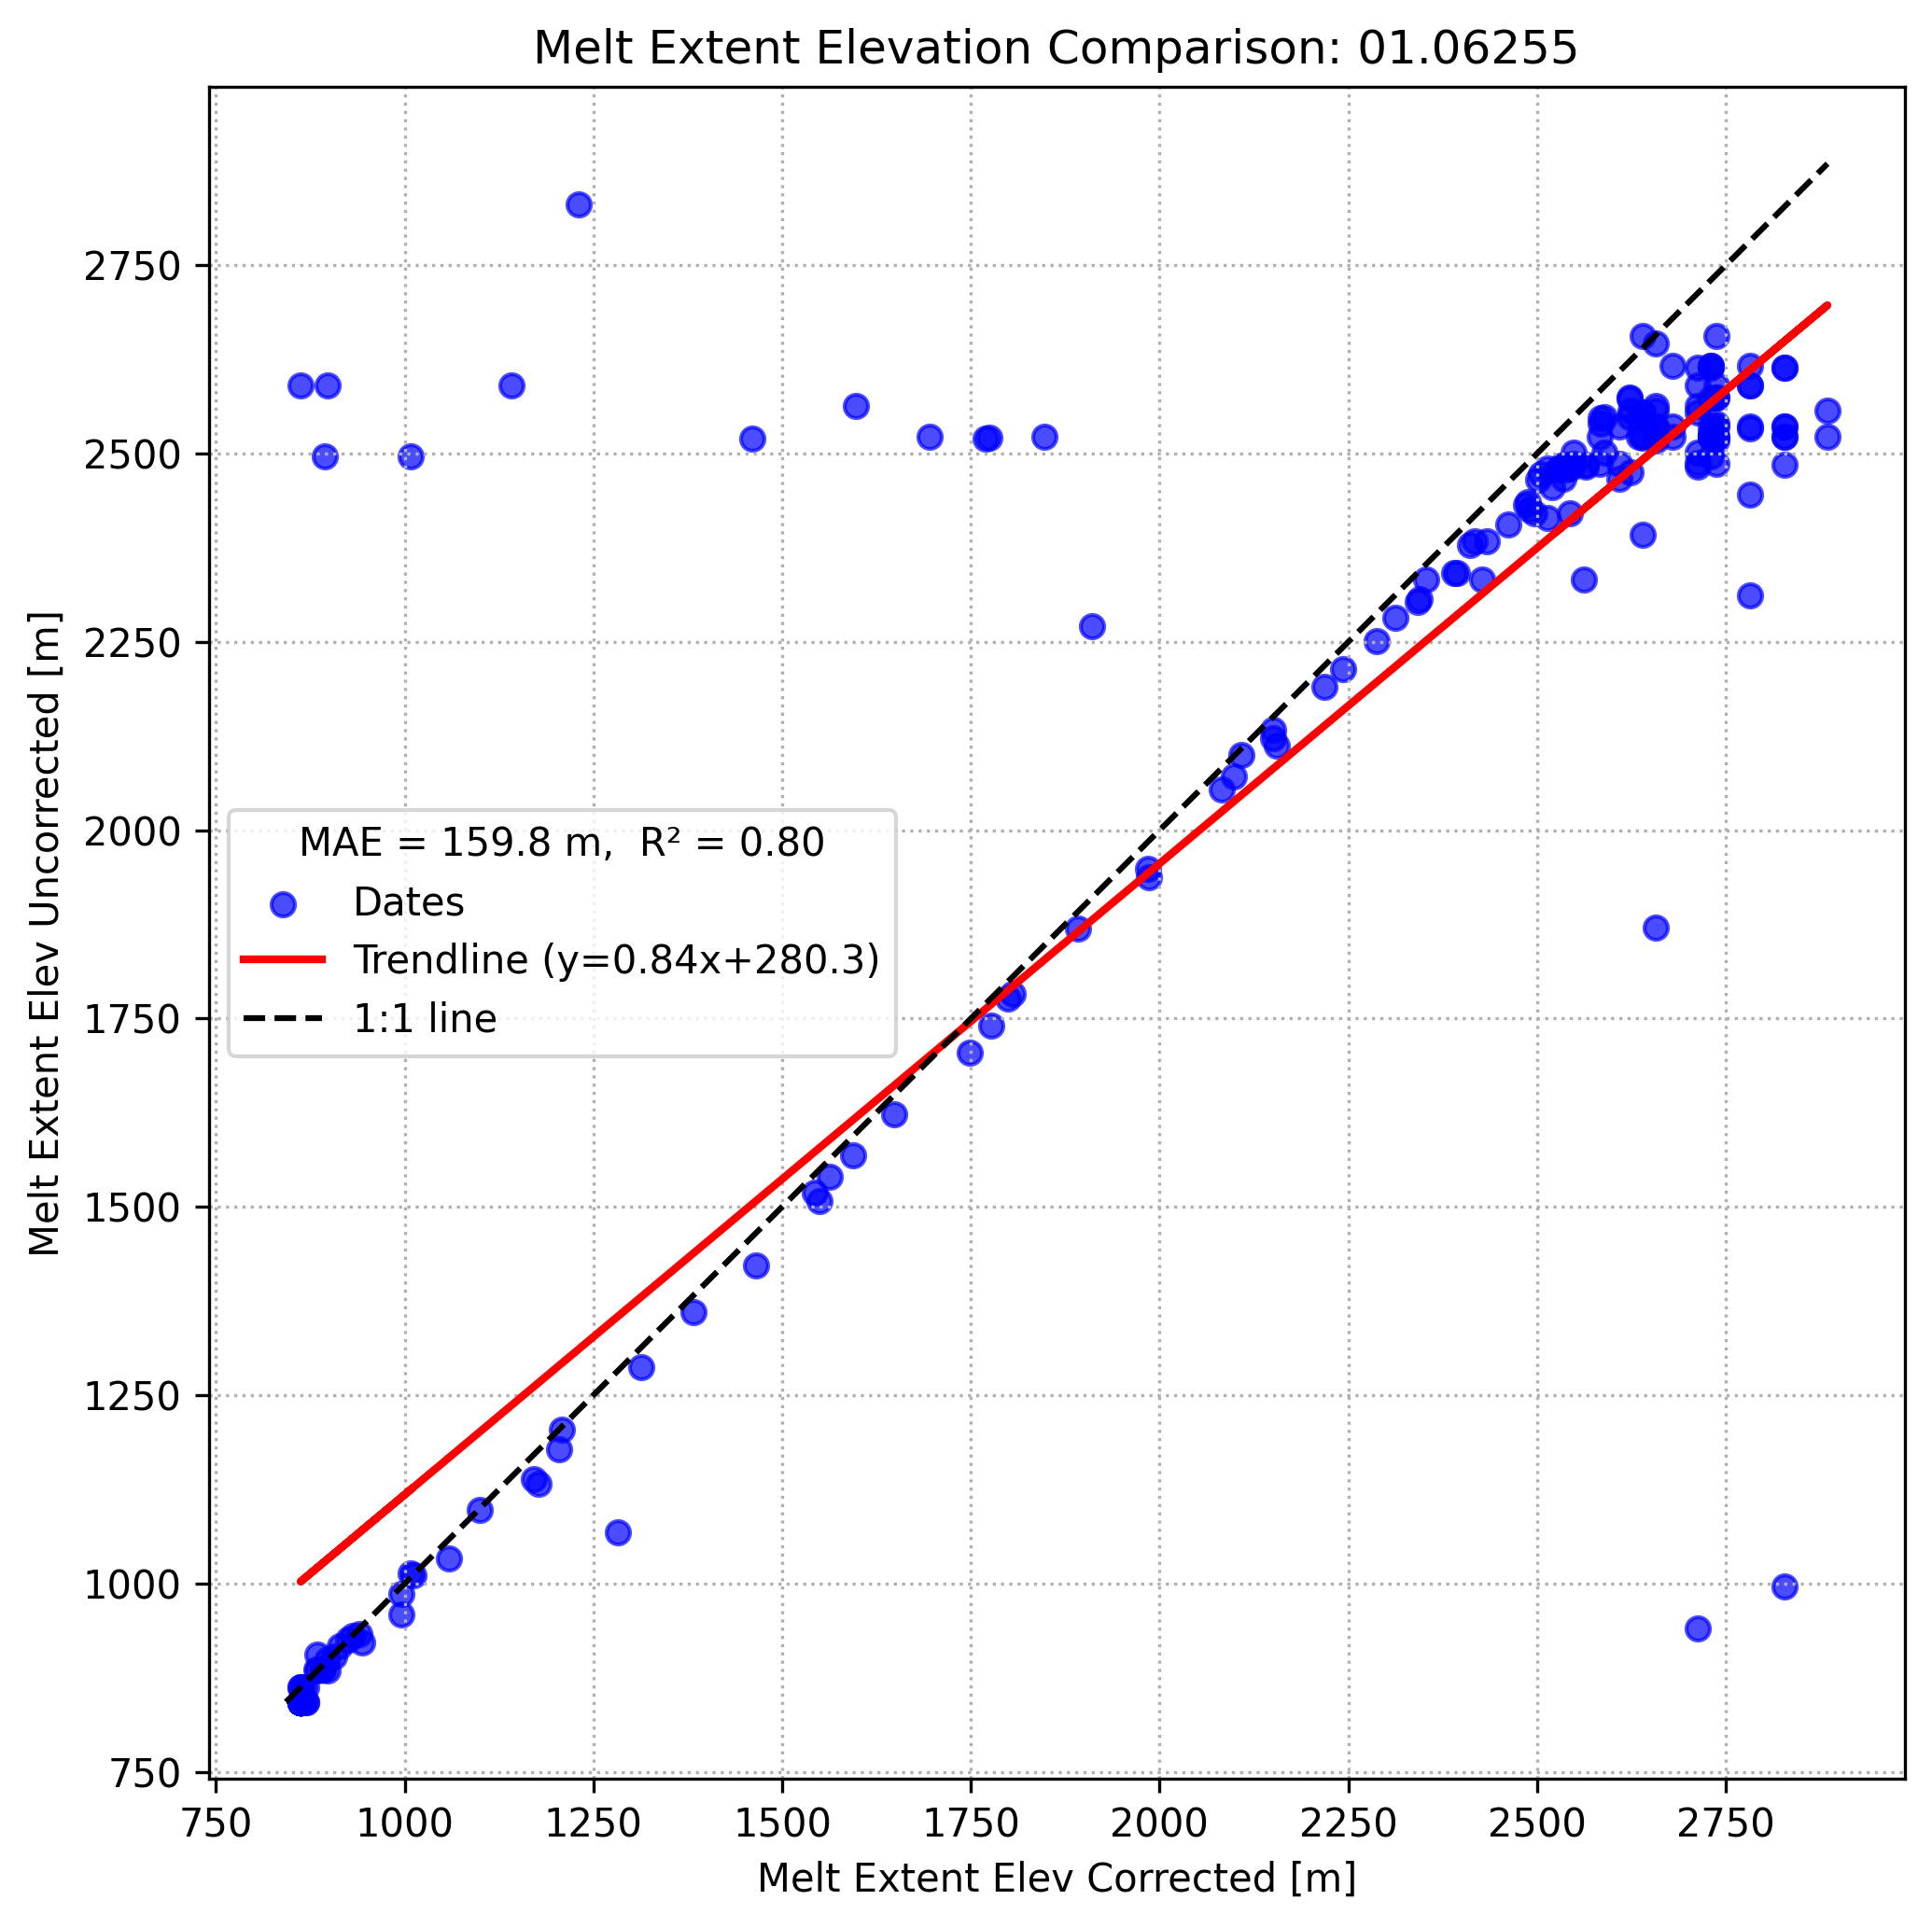 Melt Extent Elevation Comparison: 01.06255
Melt Extent Elev Uncorrected [m]
2750
2500
2250
2000
1750
1500
1250
1000
750
MAE = 159.8 m, R² = 0.80
Dates
Trendline (y=0.84x+280.3)
1:1 line
750 1000 1250 1500 1750 2000 2250 2500 2750
Melt Extent Elev Corrected [m]